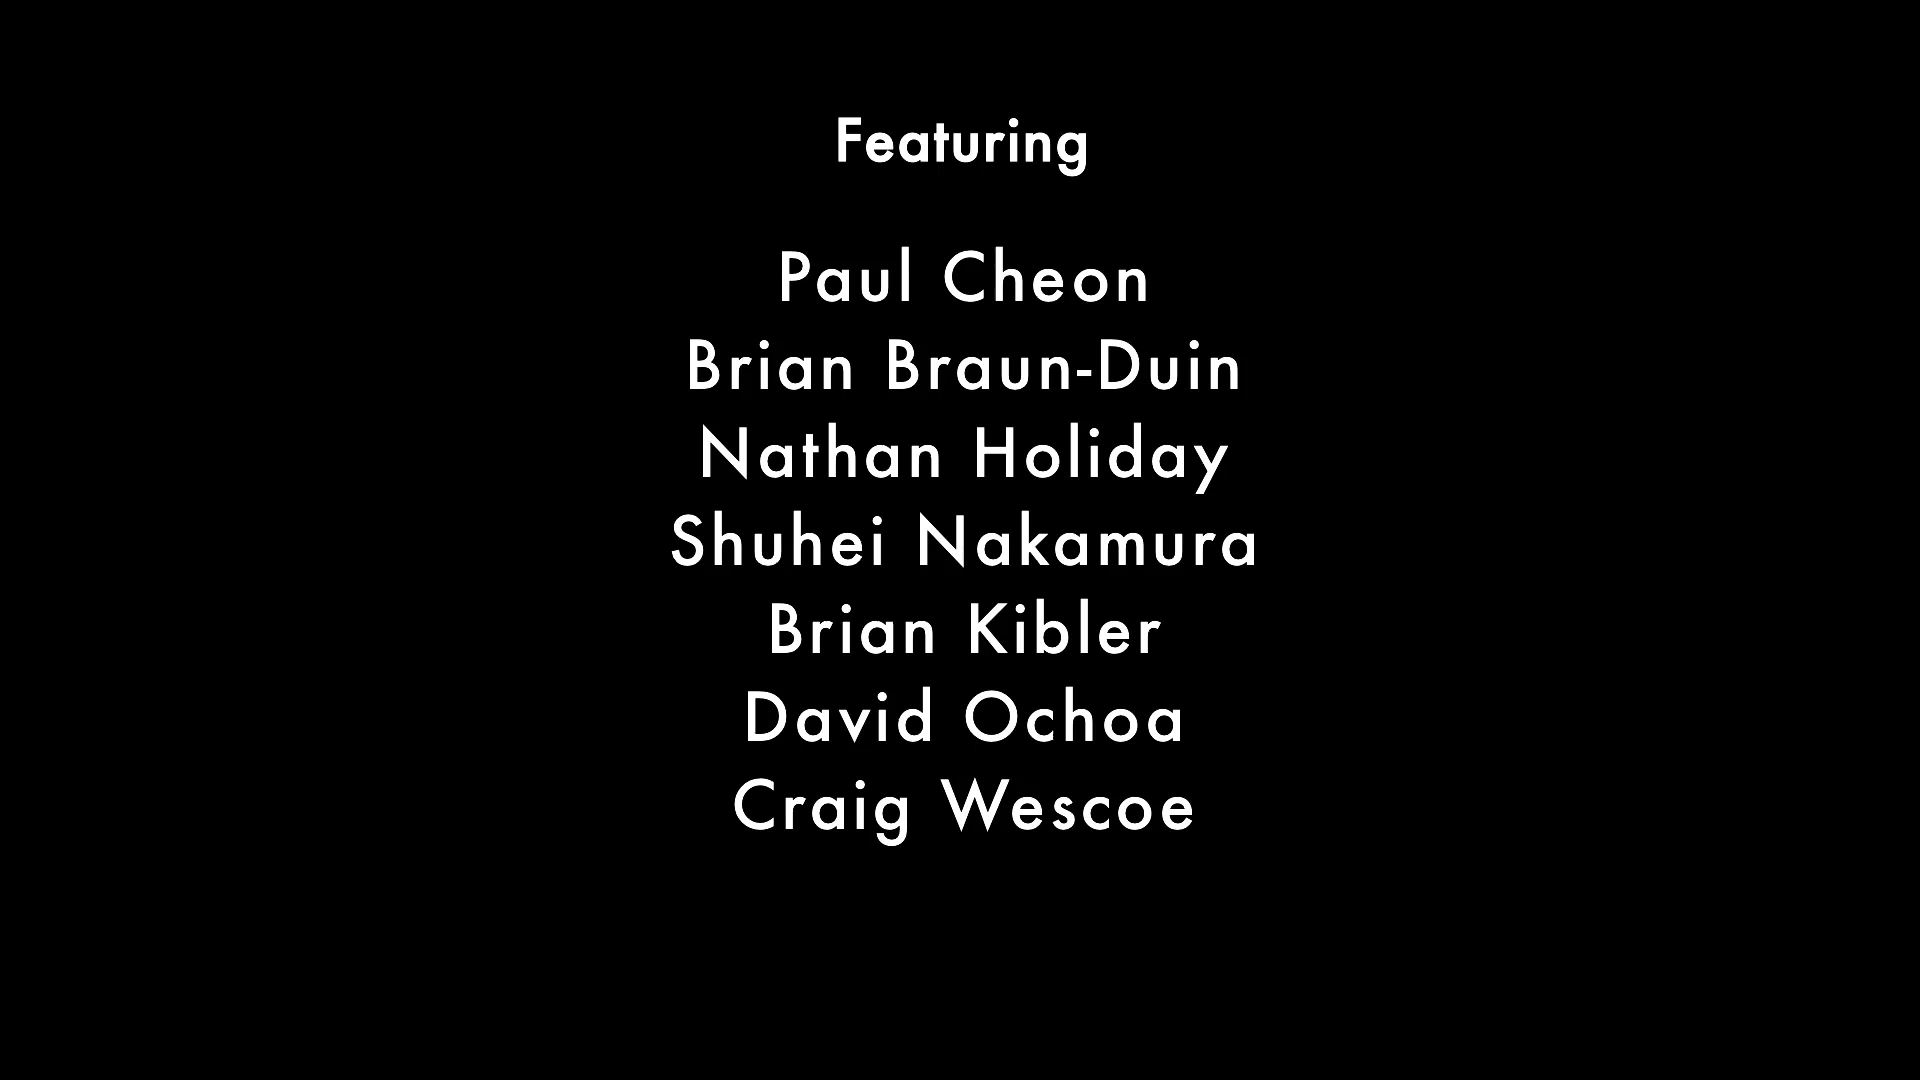 Featuring
Paul Cheon
Brian Braun-Duin
Nathan Holiday
Shuhei Nakamura
Brian Kibler
David Ochoa
Craig Wescoe